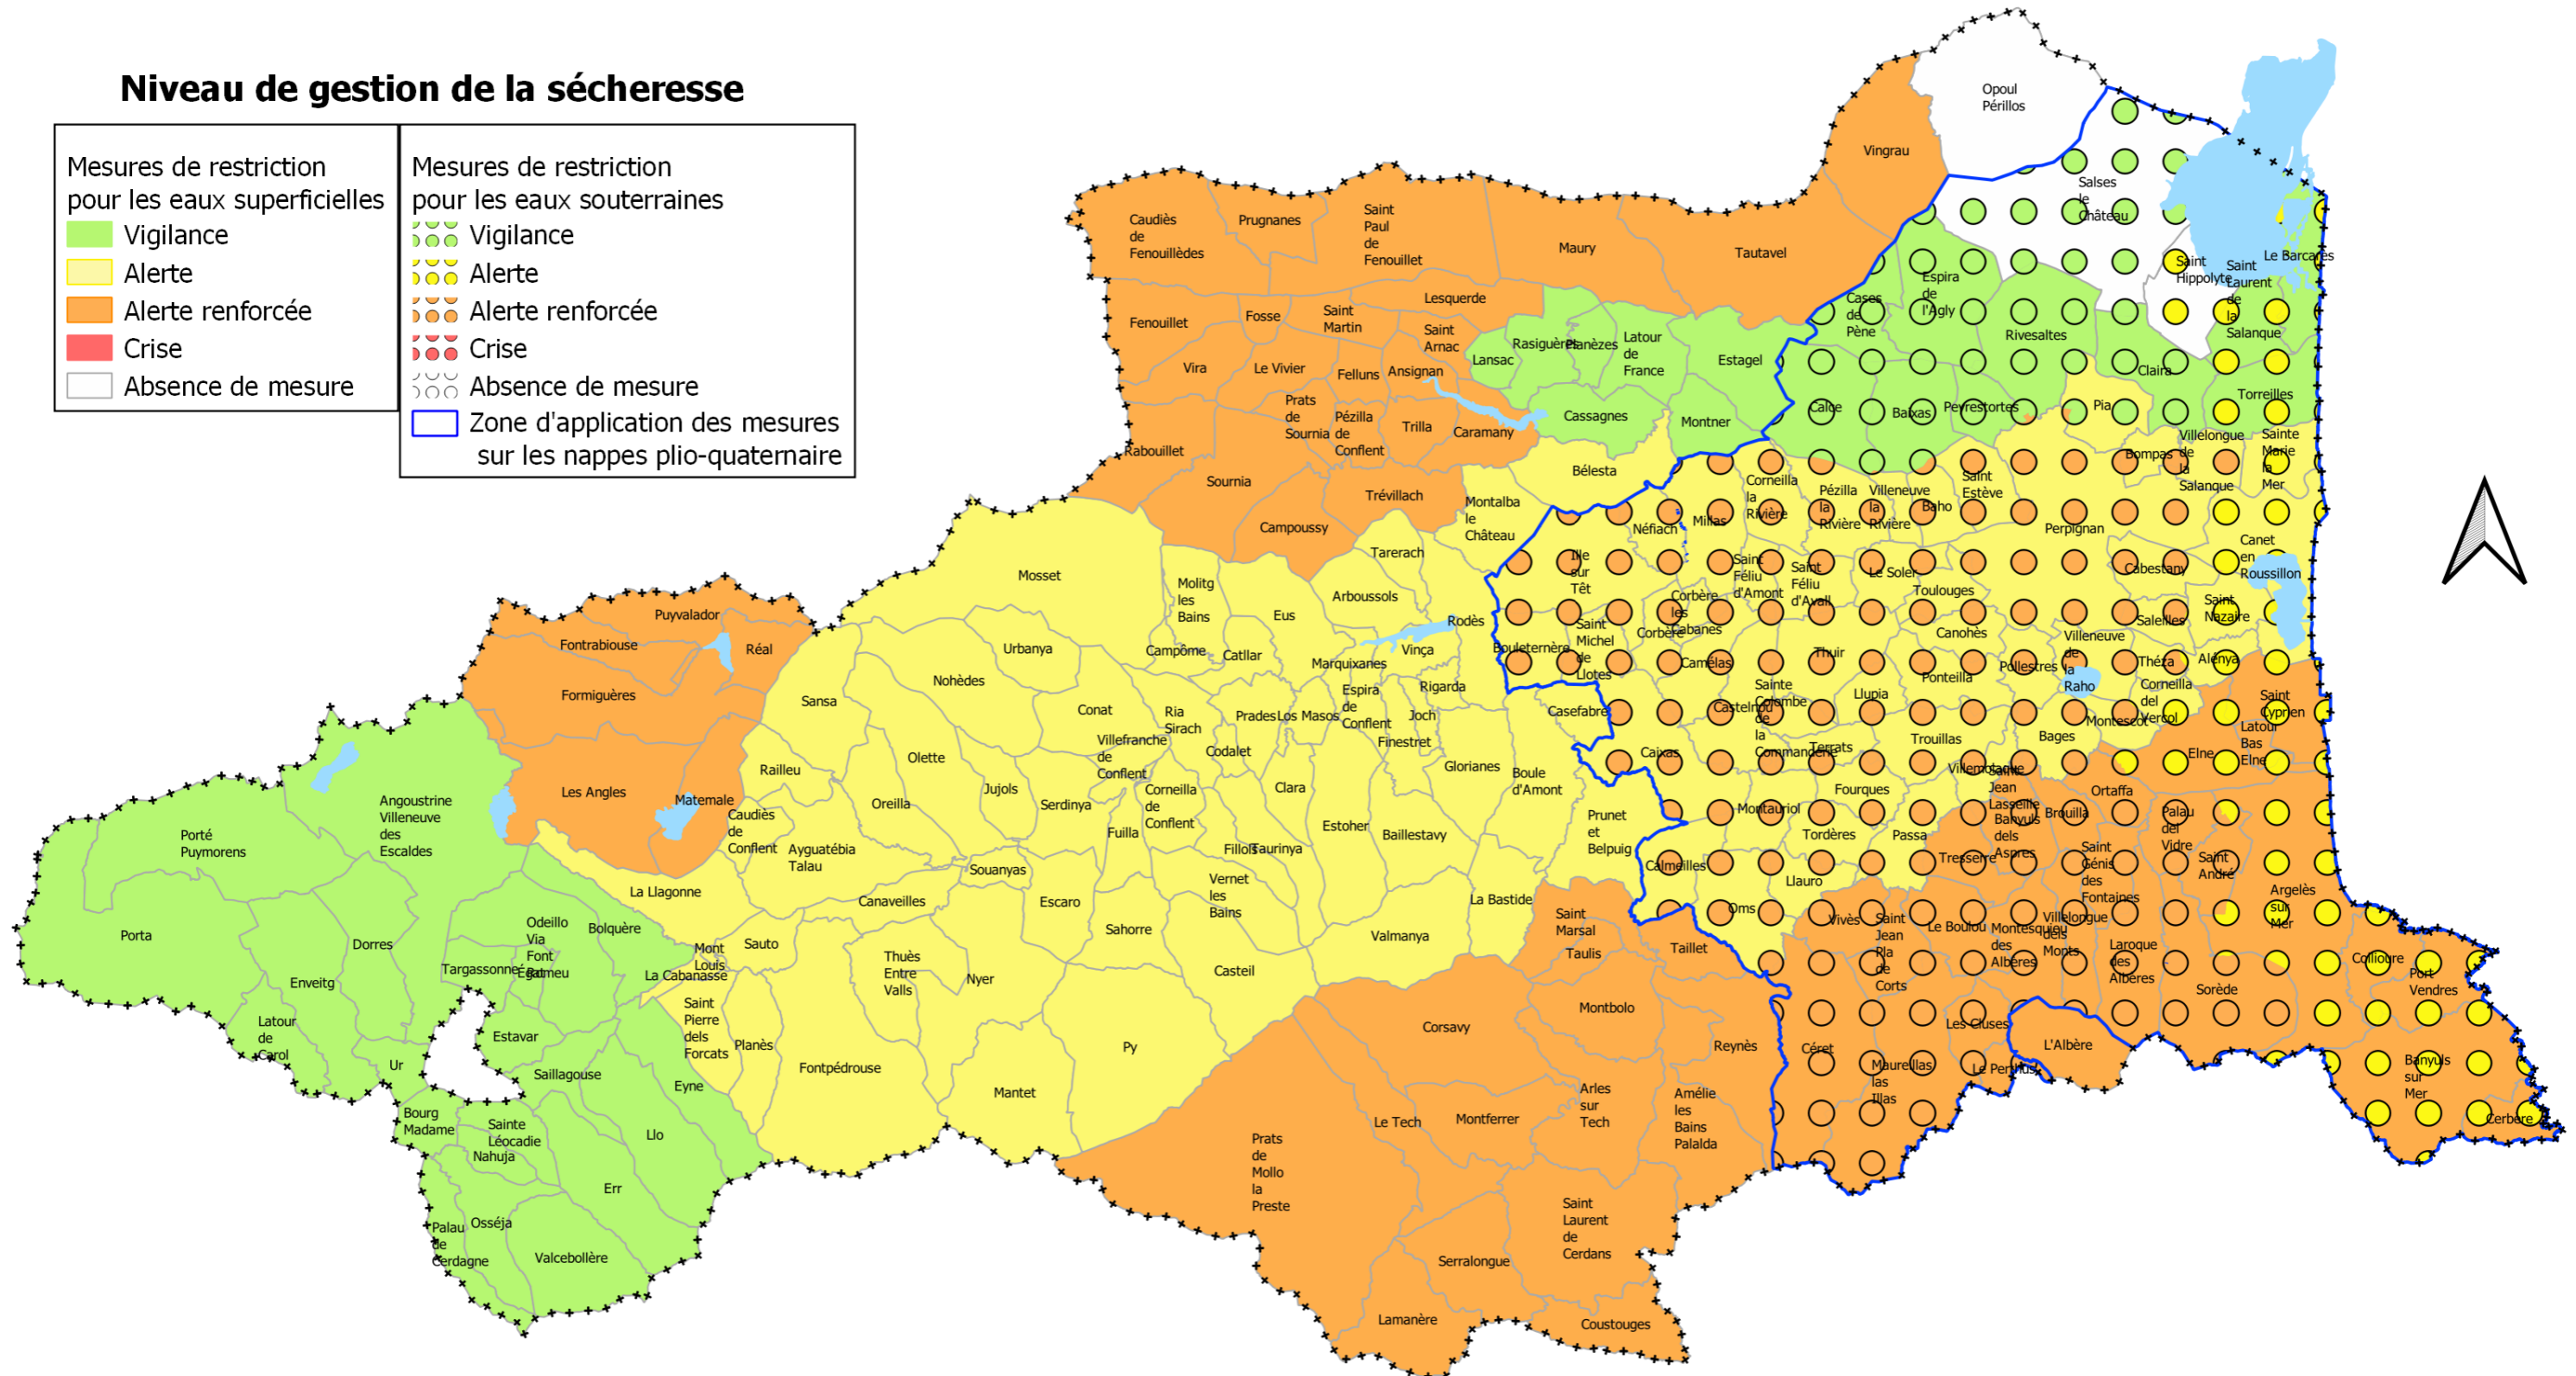 Niveau de gestion de la sécheresse
Mesures de restriction
pour les eaux superficielles
Vigilance
Alerte
Alerte renforcée
Crise
Absence de mesure
Mesures de restriction
pour les eaux souterraines
Vigilance
Alerte
Alerte renforcée
Crise
Absence de mesure
Zone d'application des mesures
sur les nappes plio-quaternaire
Opoul
Périllos
Vingrau
Salses
le
Château
Caudiès
de
Fenouillèdes
Prugnanes
Saint
Paul
de
Fenouillet
Maury
Tautavel
Saint
Hippolyte
Saint
Laurent
de
la
Salanque
Le Barcarès
Lesquerde
Fenouillet
Fosse
Saint
Martin
Saint
Arnac
Lansac
Rasiguères
Planèzes
Latour
de
France
Estagel
Cases
de
Pène
Espira
de
l'Agly
Rivesaltes
Claira
Torreilles
Vira
Le Vivier
Felluns
Ansignan
Prats
de
Sournia
Pézilla
de
Conflent
Trilla
Caramany
Cassagnes
Montner
Calce
Baixas
Peyrestortes
Pia
Rabouillet
Sournia
Trévillach
Campoussy
Bélesta
Montalba
le
Château
Villelongue
de
la
Salanque
Bompas
Sainte
Marie
la
Mer
Corneilla
la
Rivière
Pézilla
la
Rivière
Villeneuve
la
Rivière
Baho
Saint
Estève
Perpignan
Néfiach
Millas
Ille
sur
Têt
Saint
Féliu
d'Amont
Saint
Féliu
d'Avall
Le Soler
Toulouges
Cabestany
Canet
en
Roussillon
Tarerach
Arboussols
Mosset
Molitg
les
Bains
Eus
Rodès
Campôme
Catllar
Marquixanes
Vinça
Bouleternère
Saint
Michel
de
Llotes
Corbère
Corbère
les
Cabanes
Camélas
Thuir
Canohès
Pollestres
Villeneuve
de
la
Raho
Saleilles
Saint
Nazaire
Théza
Alénya
Corneilla
del
Vercol
Saint
Cyprien
Latour
Bas
Elne
Elne
Montescot
Bages
Ponteilla
Llupia
Sainte
Colombe
de
la
Commanderie
Castelnou
Terrats
Trouillas
Villemolaque
Casefabre
Caixas
Puyvalador
Fontrabiouse
Réal
Formiguères
Les Angles
Matemale
Sansa
Urbanya
Nohèdes
Conat
Ria
Sirach
Prades
Los Masos
Espira
de
Conflent
Rigarda
Joch
Finestret
Codalet
Villefranche
de
Conflent
Glorianes
Boule
d'Amont
Railleu
Olette
Oreilla
Jujols
Serdinya
Corneilla
de
Conflent
Clara
Estoher
Baillestavy
Prunet
et
Belpuig
Calmeilles
Montauriol
Fourques
Tordères
Passa
Llauro
Oms
Saint
Jean
Lasseille
Banyuls
dels
Aspres
Tresserre
Brouilla
Ortaffa
Palau
del
Vidre
Saint
Génis
des
Fontaines
Saint
André
Argelès
sur
Mer
Angoustrine
Villeneuve
des
Escaldes
Porté
Puymorens
Porta
Caudiès
de
Conflent
Ayguatébia
Talau
Souanyas
Fuilla
Fillols
Taurinya
Vernet
les
Bains
La Llagonne
Canaveilles
Escaro
Sahorre
Valmanya
La Bastide
Saint
Marsal
Taulis
Taillet
Vivès
Saint
Jean
Pla
de
Corts
Le Boulou
Montesquieu
des
Albères
Villelongue
dels
Monts
Laroque
des
Albères
Sorède
Collioure
Port
Vendres
Dorres
Enveitg
Targassonne
Égat
Odeillo
Via
Font
Romeu
Bolquère
Mont
Louis
La Cabanasse
Sauto
Thuès
Entre
Valls
Nyer
Casteil
Latour
de
Carol
Ur
Estavar
Saillagouse
Eyne
Saint
Pierre
dels
Forcats
Planès
Fontpédrouse
Py
Mantet
Corsavy
Montbolo
Reynès
Céret
Maureillas
las
Illas
Les Cluses
Le Perthus
L'Albère
Banyuls
sur
Mer
Cerbère
Bourg
Madame
Sainte
Léocadie
Nahuja
Llo
Err
Osséja
Palau
de
Cerdagne
Valcebollère
Prats
de
Mollo
la
Preste
Le Tech
Montferrer
Arles
sur
Tech
Amélie
les
Bains
Palalda
Saint
Laurent
de
Cerdans
Serralongue
Lamanère
Coustouges